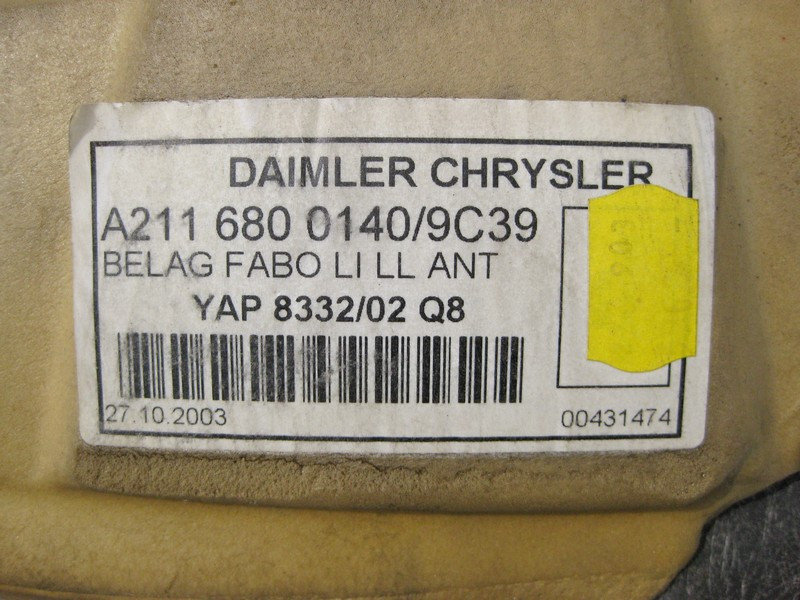 DAIMLER CHRYSLER
A211 680 0140/9C39
BELAG FABO LI LL ANT
YAP 8332/02 Q8
27.10.2003
00431474